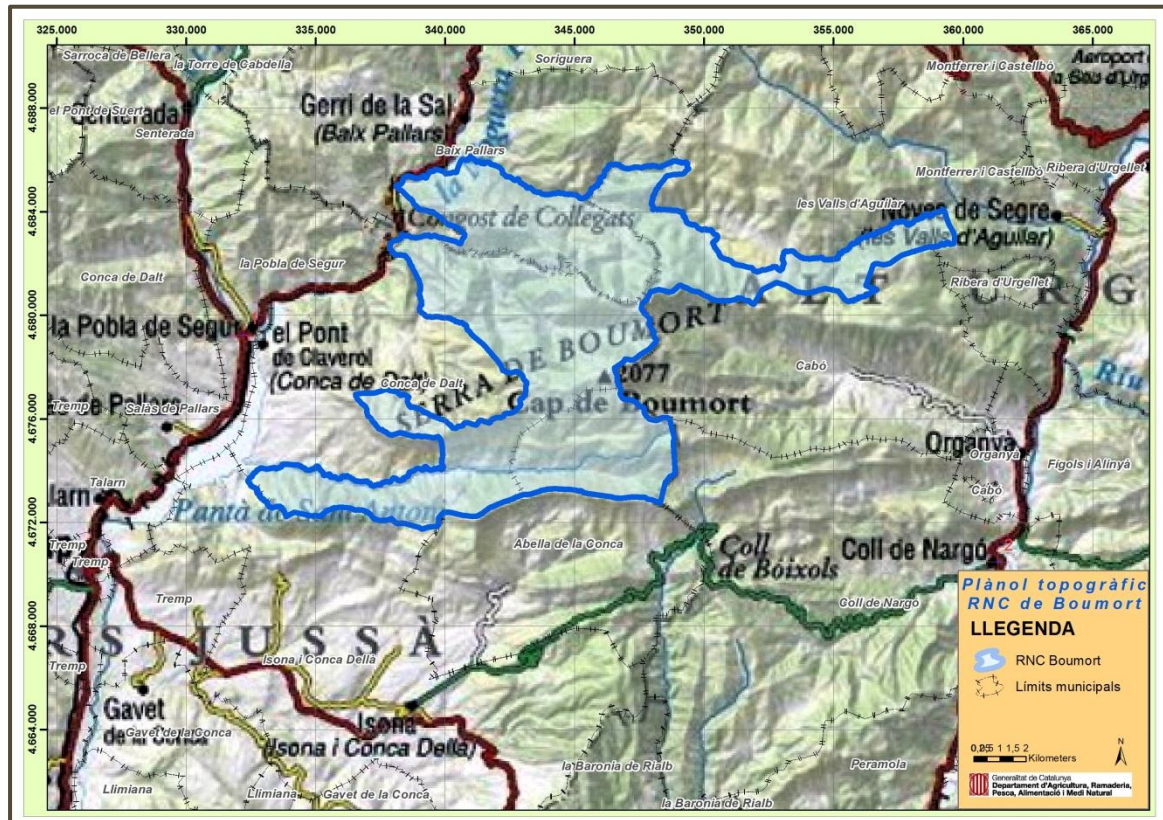 325.000 330.000 335.000 340.000 345.000 350.000 355.000 360.000 365.000
4.688.000
4.684.000
4.680.000
4.676.000
4.672.000
4.668.000
4.664.000
Sarroca de Bellera
la Torre de Cabdella
Soriguera
Montferrer i Castellbò
Aeroport
el Pont de Suert
Senterada
Senterada
Gerri de la Sal
(Baix Pallars)
Baix Pallars
Montferrer i Castellbò
Ribera d'Urgellet
Congost de Collegats
les Valls d'Aguilar
Noves de Segre
(les Valls d'Aguilar)
Conca de Dalt
la Pobla de Segur
Ribera d'Urgellet
ALT URG
la Pobla de Segur
el Pont
de Claverol
(Conca de Dalt)
Conca de Dalt
SERRA DE BOUMORT
2077
Cap de Boumort
Cabó
Riu
Tremp
Salàs de Pallars
Organyà
Organyà
Fígols i Alinyà
Cabó
Talarn
Pantà de Sant Antoni
Tremp
Tremp
Abella de la Conca
Coll
de Bóixols
Coll de Nargó
Tremp
Coll de Nargó
RS JUSSÀ
Isona i Conca Dellà
Tremp
Gavet
de la Conca
Gavet de la Conca
Isona
(Isona i Conca Dellà)
la Baronia de Rialb
Peramola
Llimiana
Llimiana
Gavet de la Conca
la Baronia de Rialb
Plànol topogràfic
RNC de Boumort
LLEGENDA
RNC Boumort
Límits municipals
1 1,5 2
Kilometers
N
Generalitat de Catalunya
Departament d'Agricultura, Ramaderia,
Pesca, Alimentació i Medi Natural